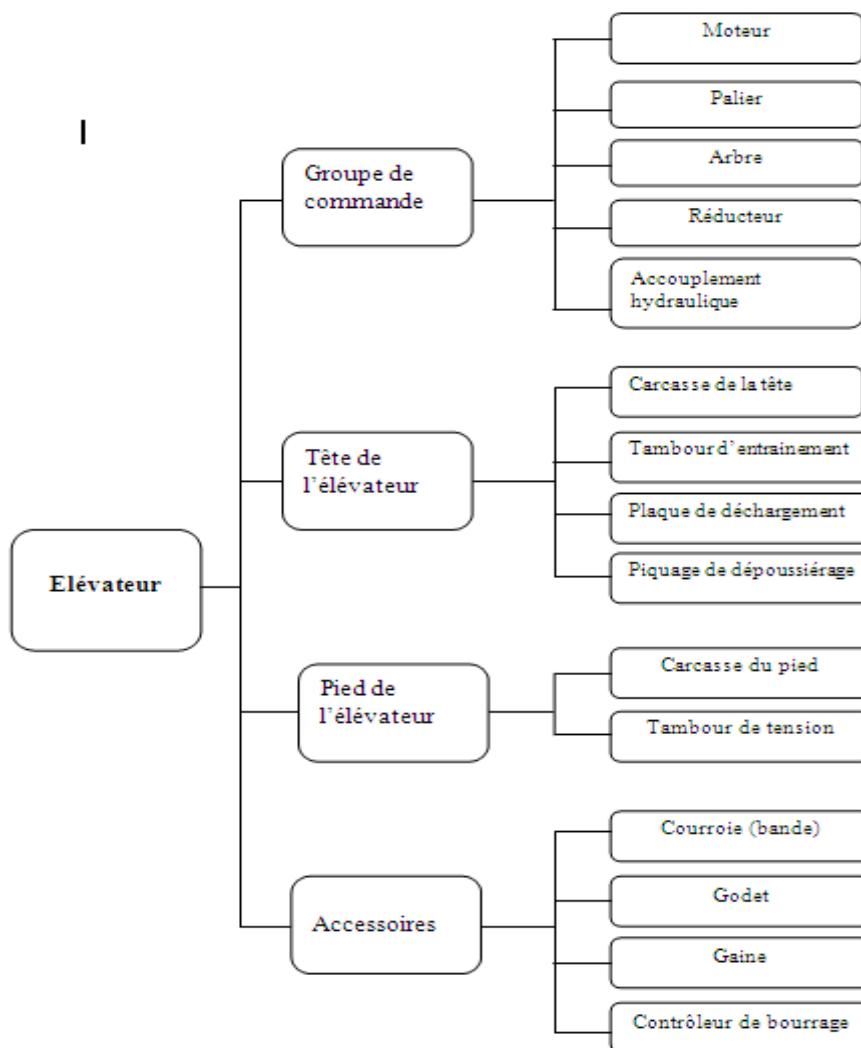 Moteur
Palier
I
Arbre
Groupe de
commande
Réducteur
Accouplement
hydraulique
Carcasse de la tête
Tête de
l'élévateur
Tambour d'entrainement
Plaque de déchargement
Elévateur
Piquage de dépoussiérage
Pied de
l'élévateur
Carcasse du pied
Tambour de tension
Courroie (bande)
Accessoires
Godet
Gaine
Contrôleur de bourrage